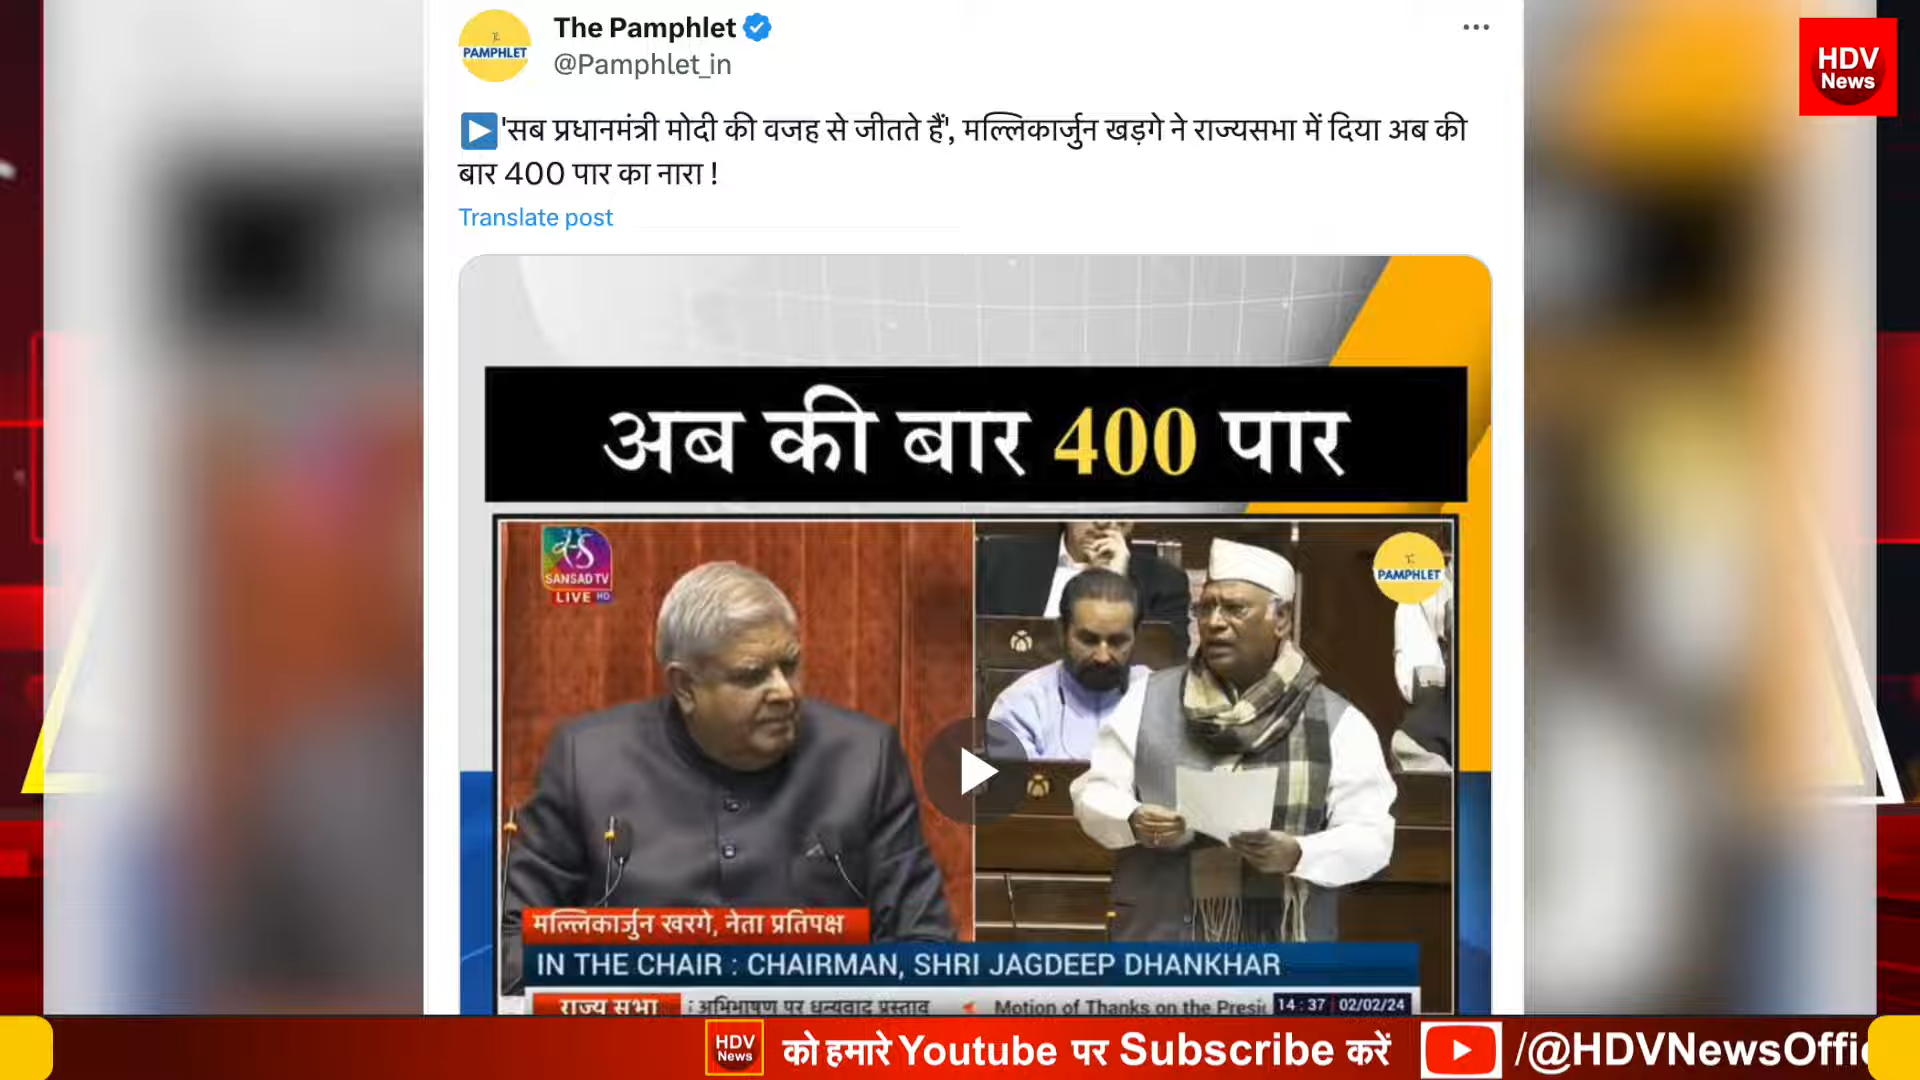 The Pamphlet
PAMPHLET
@Pamphlet_in
HDV
News
'सब प्रधानमंत्री मोदी की वजह से जीतते हैं', मल्लिकार्जुन खड़गे ने राज्यसभा में दिया अब की
बार 400 पार का नारा !
Translate post
अब की बार 400 पार
SANSAD TV
LIVE HD
PAMPHLET
मल्लिकार्जुन खरगे, नेता प्रतिपक्ष
IN THE CHAIR : CHAIRMAN, SHRI JAGDEEP DHANKHAR
राज्य सभा : अभिभाषण पर धन्यवाद प्रस्ताव Motion of Thanks on the Presi 14 : 37 02/02/24
HDV
News
को हमारे Youtube पर Subscribe करें /@HDVNewsOffic